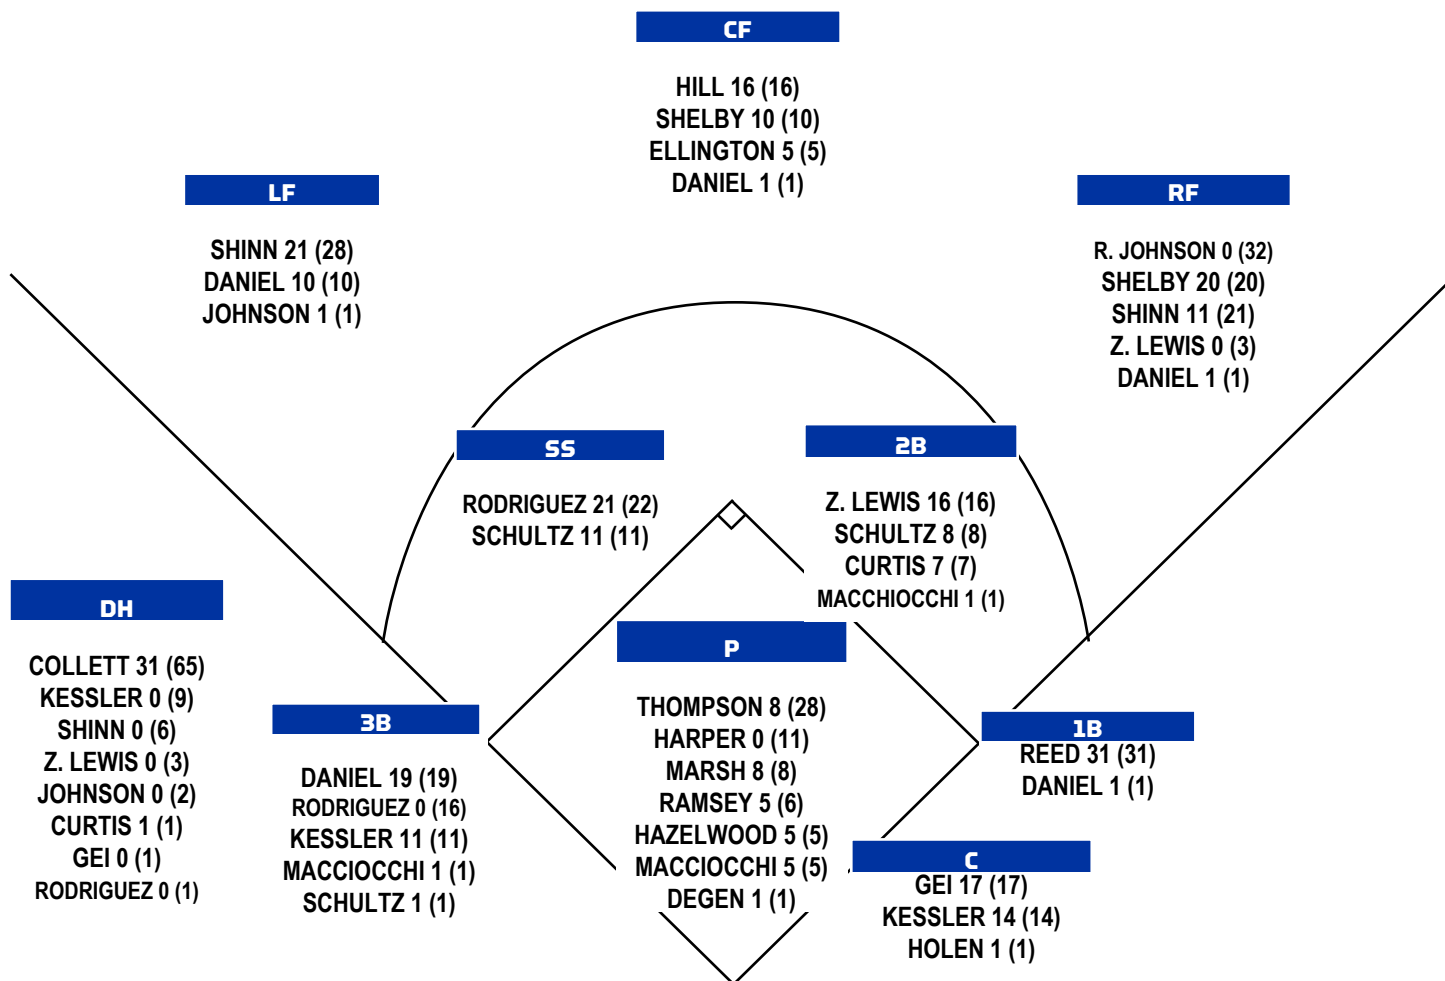 CF
HILL 16 (16)
SHELBY 10 (10)
ELLINGTON 5 (5)
DANIEL 1 (1)
LF
SHINN 21 (28)
DANIEL 10 (10)
JOHNSON 1 (1)
RF
R. JOHNSON 0 (32)
SHELBY 20 (20)
SHINN 11 (21)
Z. LEWIS 0 (3)
DANIEL 1 (1)
SS
RODRIGUEZ 21 (22)
SCHULTZ 11 (11)
2B
Z. LEWIS 16 (16)
SCHULTZ 8 (8)
CURTIS 7 (7)
MACCHIOCCHI 1 (1)
DH
COLLETT 31 (65)
KESSLER 0 (9)
SHINN 0 (6)
Z. LEWIS 0 (3)
JOHNSON 0 (2)
CURTIS 1 (1)
GEI 0 (1)
RODRIGUEZ 0 (1)
3B
DANIEL 19 (19)
RODRIGUEZ 0 (16)
KESSLER 11 (11)
MACCIOCCHI 1 (1)
SCHULTZ 1 (1)
P
THOMPSON 8 (28)
HARPER 0 (11)
MARSH 8 (8)
RAMSEY 5 (6)
HAZELWOOD 5 (5)
MACCIOCCHI 5 (5)
DEGEN 1 (1)
1B
REED 31 (31)
DANIEL 1 (1)
C
GEI 17 (17)
KESSLER 14 (14)
HOLEN 1 (1)